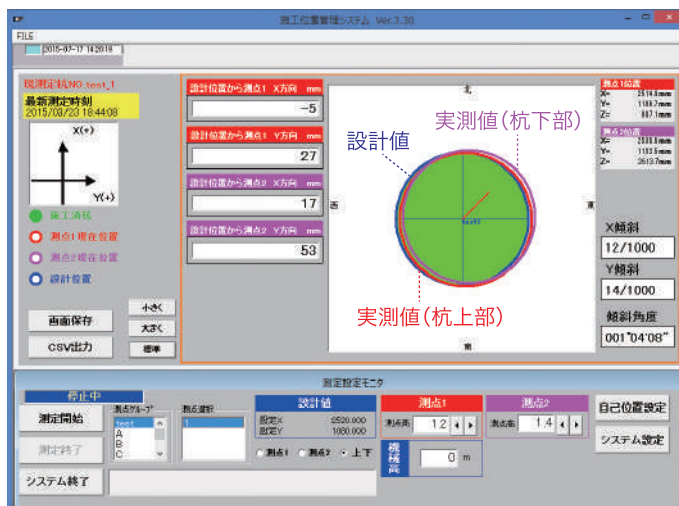 施工位置管理システム Ver.3.30
FILE
2015-07-17 14:20:19
現測定杭NO.test_1
最新測定時刻
2015/03/23 18:44:08
X(+)
Y(+)
施工済杭
測点1現在位置
測点2現在位置
設計位置
画面保存
CSV出力
小さく
大きく
標準
設計位置から測点1 X方向 mm
-5
設計位置から測点1 Y方向 mm
27
設計位置から測点2 X方向 mm
17
設計位置から測点2 Y方向 mm
53
北
西
東
南
設計値
実測値(杭下部)
実測値(杭上部)
測点1位置
X=
Y=
Z=
測点2位置
X=
Y=
Z= 2613.7mm
X傾斜
12/1000
Y傾斜
14/1000
傾斜角度
001°04'08"
測定設定モニタ
停止中
測定開始
測定終了
システム終了
測点グループ
test
A
B
C
測点選択
1
設計値
設定X 2520.000
設定Y 1080.000
測点1 測点2 上下
測点1
測点高 12
機械高 0 m
測点2
測点高 14
自己位置設定
システム設定